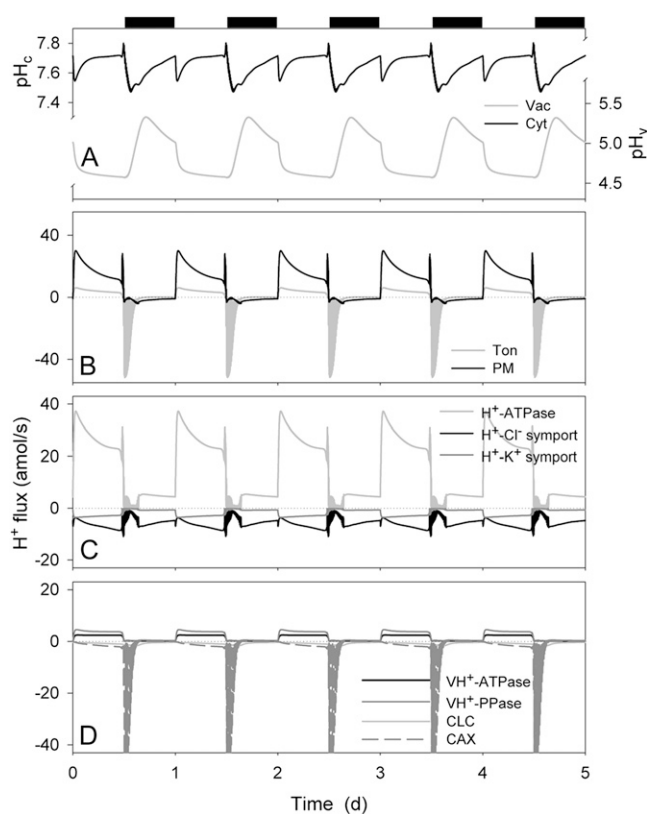 7.8
7.6
7.4
pHc
Vac
Cyt
5.5
5.0
4.5
pHv
A
40
0
-40
Ton
PM
B
H⁺ flux (amol/s)
40
20
0
-20
H⁺-ATPase
H⁺-Cl⁻ symport
H⁺-K⁺ symport
C
20
0
-20
-40
VH⁺-ATPase
VH⁺-PPase
CLC
CAX
D
0 1 2 3 4 5
Time (d)